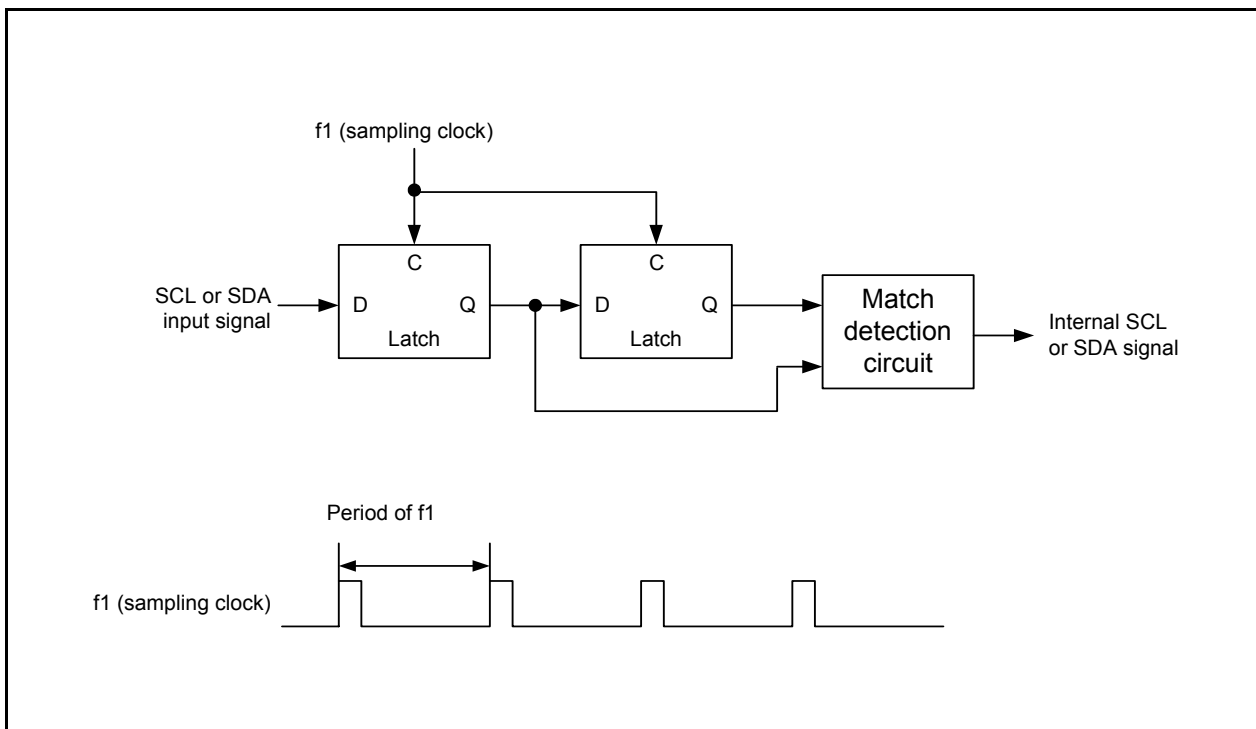 f1 (sampling clock)
C
C
SCL or SDA
input signal
D
Q
Latch
D
Q
Latch
Match
detection
circuit
Internal SCL
or SDA signal
Period of f1
f1 (sampling clock)